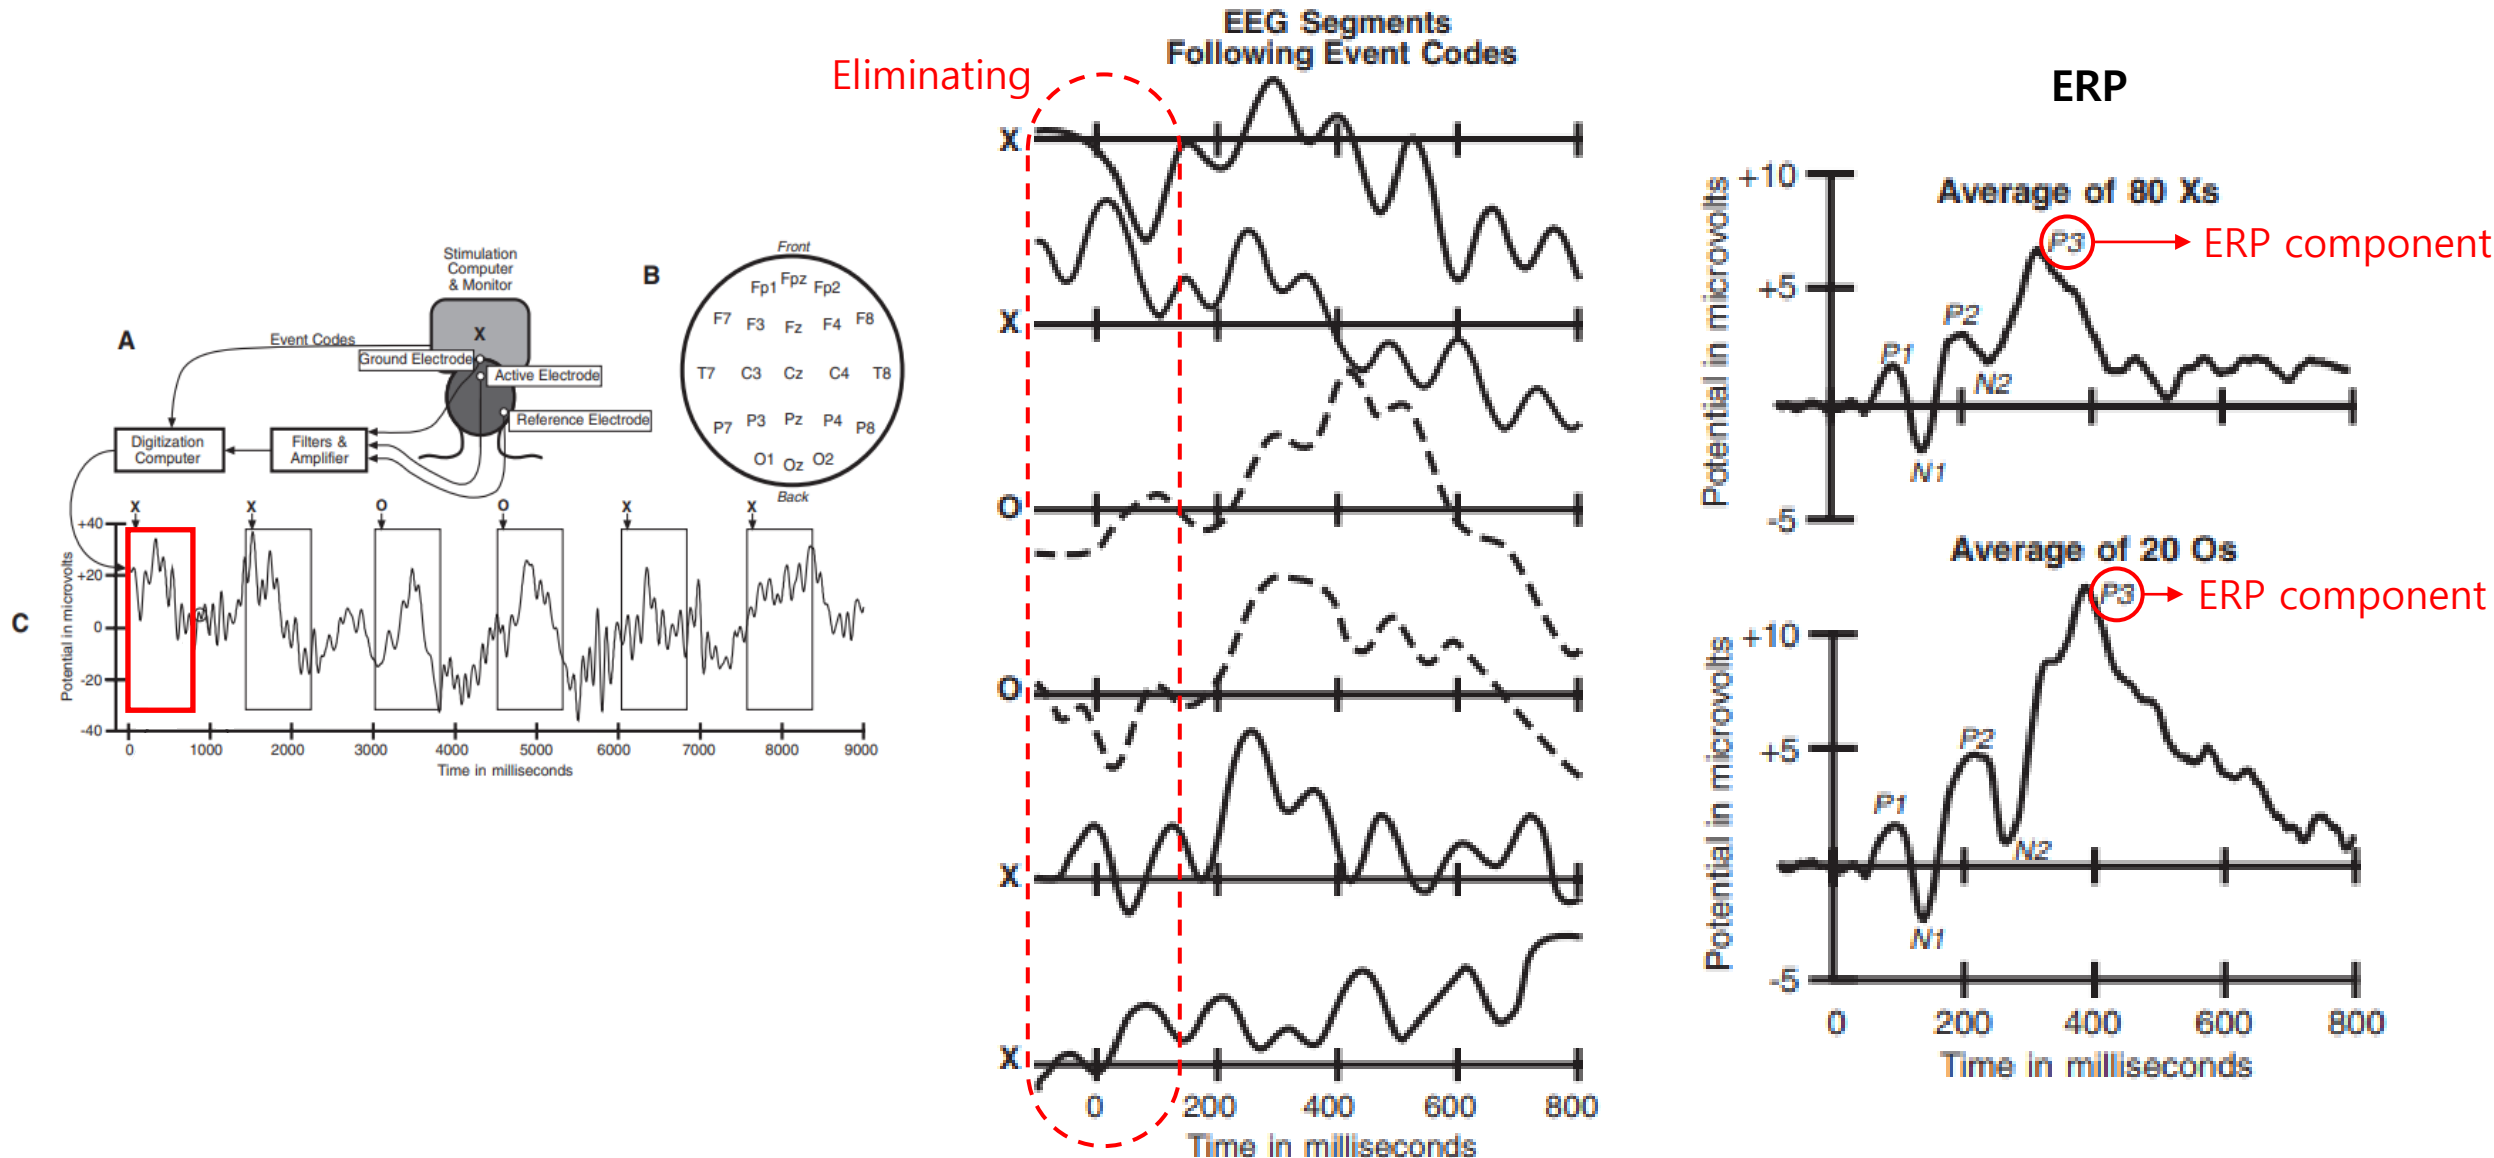 Stimulation
Computer
& Monitor
A
X
Event Codes
Ground Electrode
Active Electrode
Reference Electrode
Digitization
Computer
Filters &
Amplifier
B
Front
Fp1 Fpz Fp2
F7 F3 Fz F4 F8
T7 C3 Cz C4 T8
P7 P3 Pz P4 P8
O1 Oz O2
Back
C
X X O O X X
Potential in microvolts
+40
+20
0
-20
-40
0 1000 2000 3000 4000 5000 6000 7000 8000 9000
Time in milliseconds
EEG Segments
Following Event Codes
Eliminating
X
X
O
O
X
X
0 200 400 600 800
Time in milliseconds
ERP
Average of 80 Xs
Potential in microvolts
+10
+5
-5
P1
N1
P2
N2
P3
ERP component
Average of 20 Os
Potential in microvolts
+10
+5
-5
P1
N1
P2
N2
P3
ERP component
0 200 400 600 800
Time in milliseconds